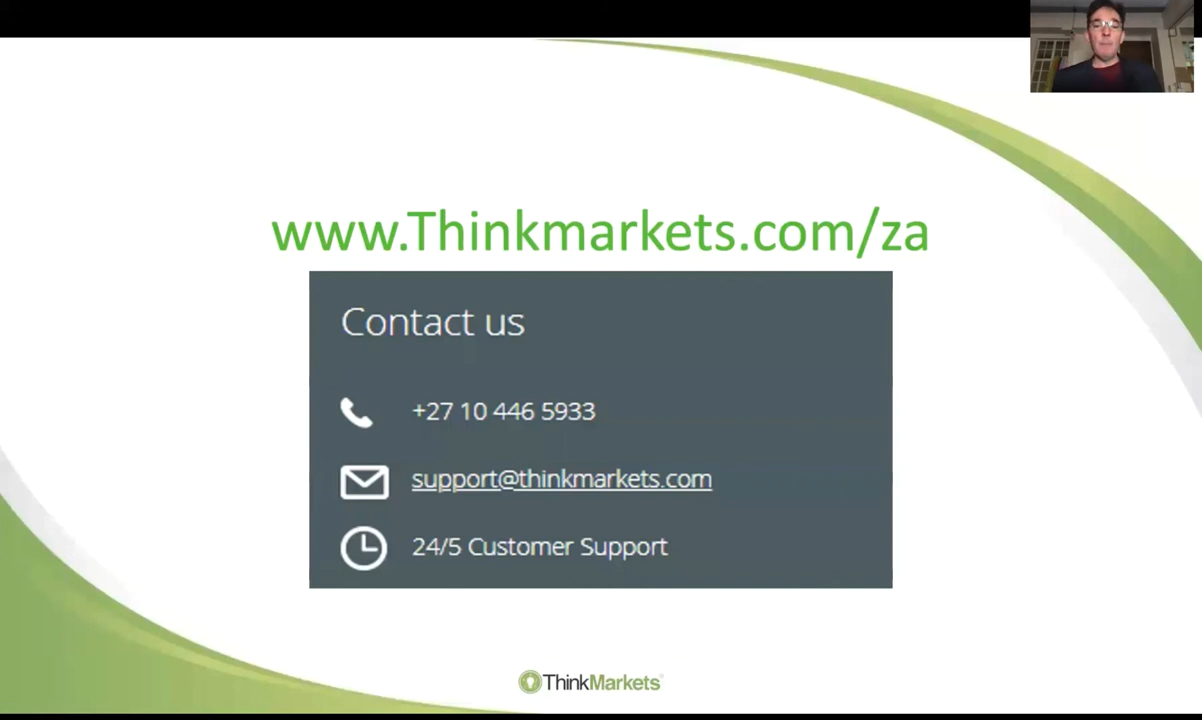 www.Thinkmarkets.com/za
Contact us
+27 10 446 5933
support@thinkmarkets.com
24/5 Customer Support
ThinkMarkets